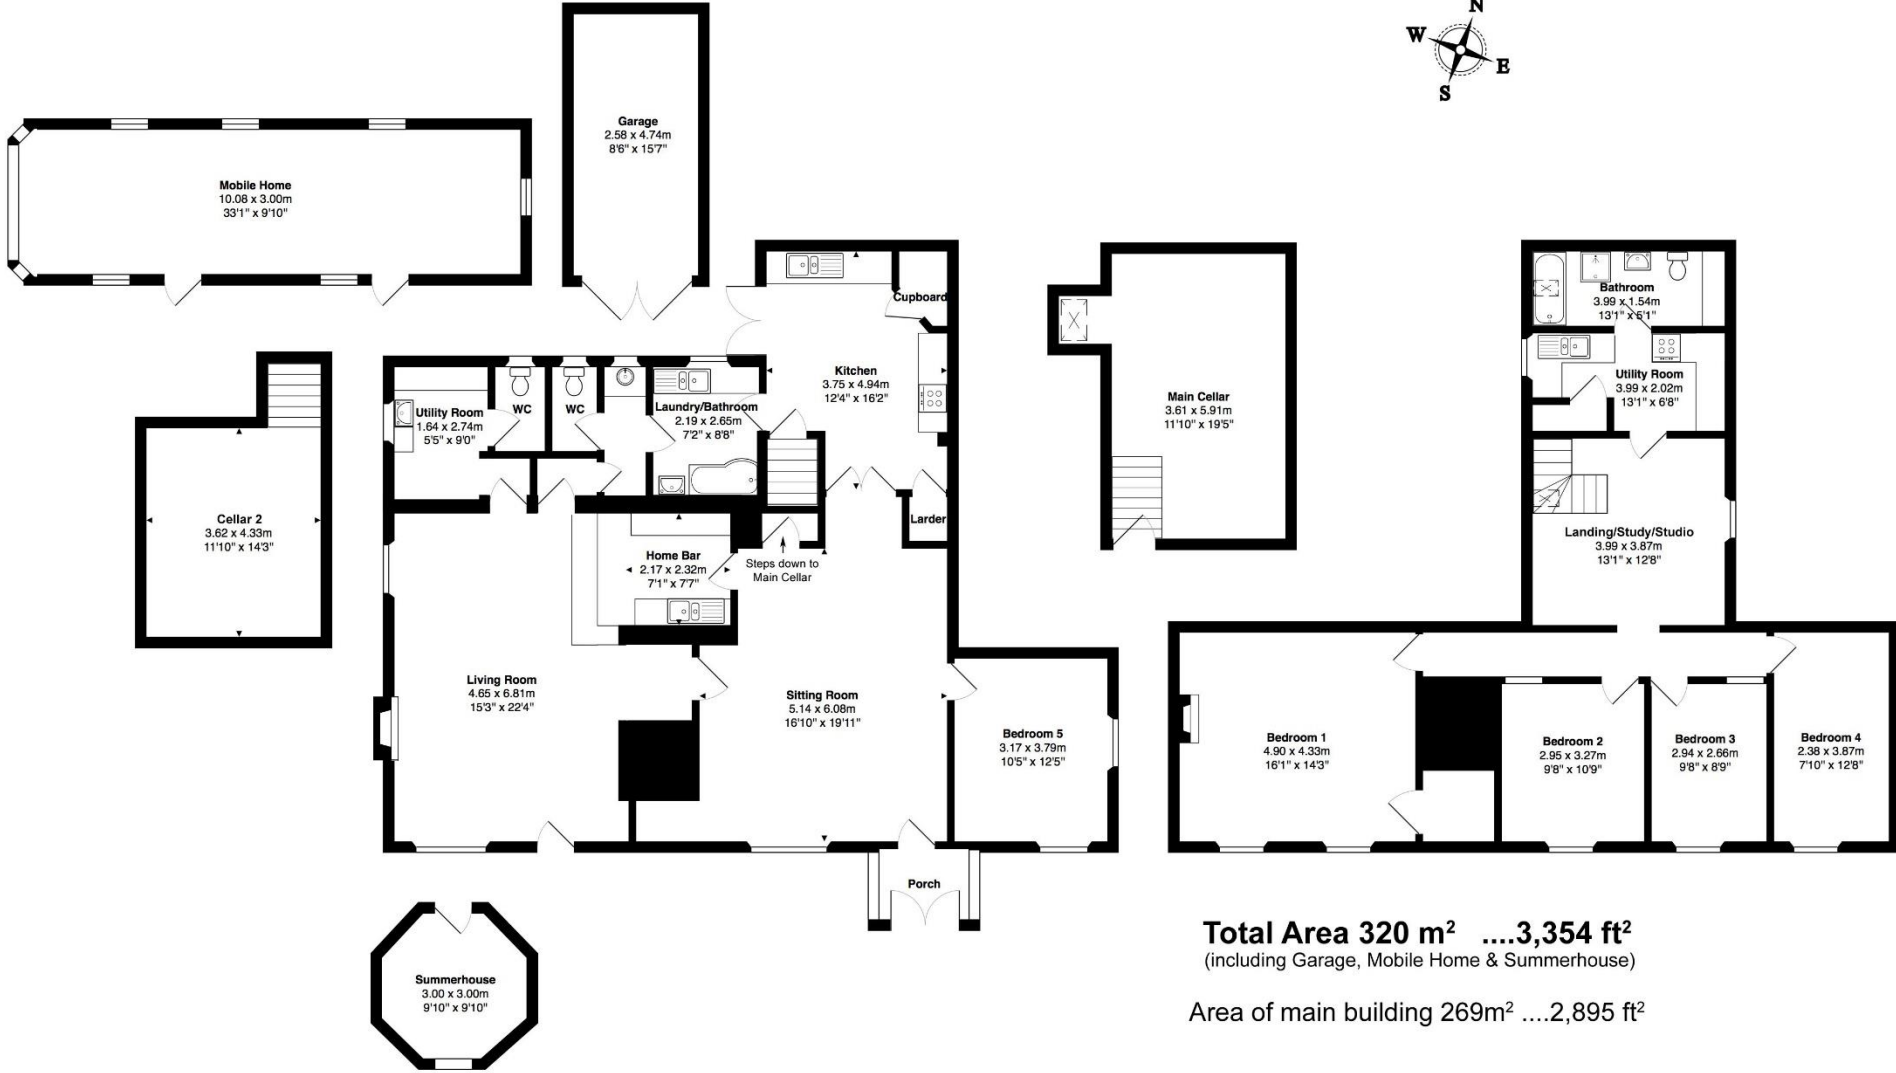 N
W
E
S
Garage
2.58 x 4.74m
8'6" x 15'7"
Mobile Home
10.08 x 3.00m
33'1" x 9'10"
Cupboard
Kitchen
3.75 x 4.94m
12'4" x 16'2"
Utility Room
1.64 x 2.74m
5'5" x 9'0"
WC
WC
Laundry/Bathroom
2.19 x 2.65m
7'2" x 8'8"
Larder
Cellar 2
3.62 x 4.33m
11'10" x 14'3"
Home Bar
2.17 x 2.32m
7'1" x 7'7"
Steps down to
Main Cellar
Living Room
4.65 x 6.81m
15'3" x 22'4"
Sitting Room
5.14 x 6.08m
16'10" x 19'11"
Bedroom 5
3.17 x 3.79m
10'5" x 12'5"
Porch
Summerhouse
3.00 x 3.00m
9'10" x 9'10"
Main Cellar
3.61 x 5.91m
11'10" x 19'5"
Bathroom
3.99 x 1.54m
13'1" x 5'1"
Utility Room
3.99 x 2.02m
13'1" x 6'8"
Landing/Study/Studio
3.99 x 3.87m
13'1" x 12'8"
Bedroom 1
4.90 x 4.33m
16'1" x 14'3"
Bedroom 2
2.95 x 3.27m
9'8" x 10'9"
Bedroom 3
2.94 x 2.66m
9'8" x 8'9"
Bedroom 4
2.38 x 3.87m
7'10" x 12'8"
Total Area 320 m² ....3,354 ft²
(including Garage, Mobile Home & Summerhouse)
Area of main building 269m² ....2,895 ft²